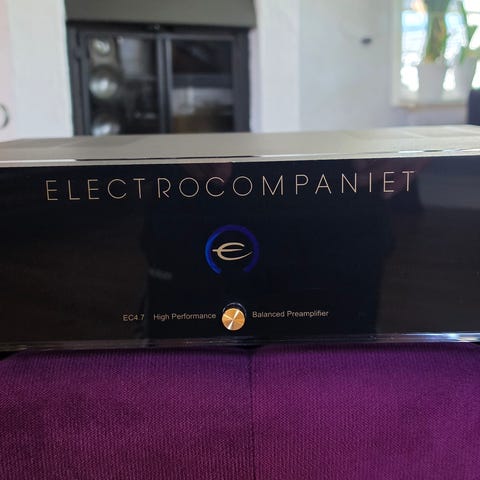 ELECTROCOMPANIET
EC4.7 High Performance Balanced Preamplifier